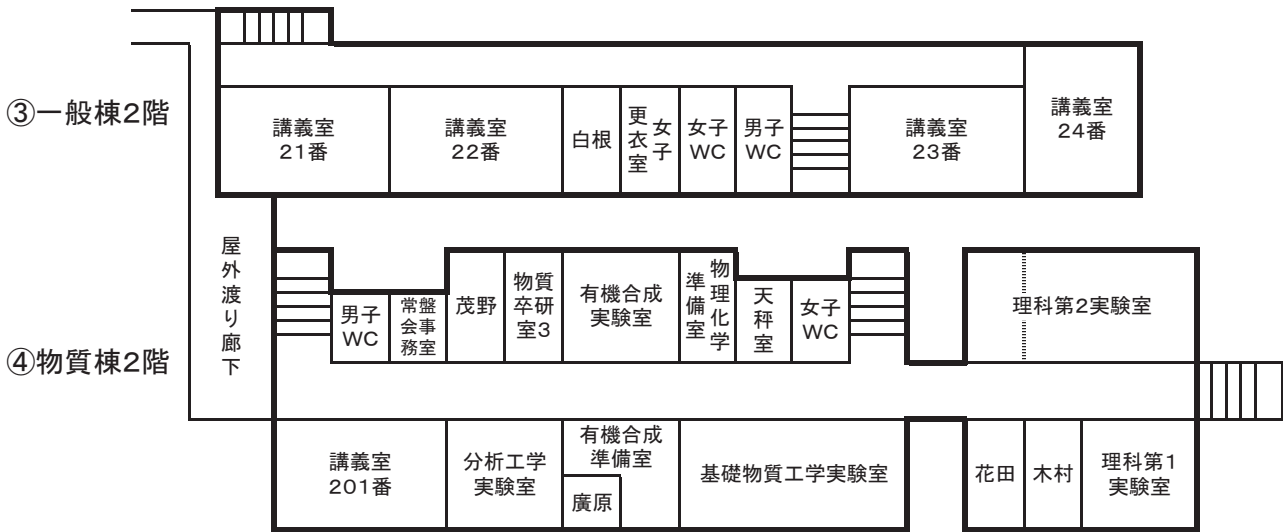 ③一般棟2階
講義室
21番
講義室
22番
白根
女子
更衣室
女子
WC
男子
WC
講義室
23番
講義室
24番
屋外渡り廊下
④物質棟2階
男子
WC
常盤
会事
務室
茂野
物質
卒研
室3
有機合成
実験室
物理化学
準備室
天秤室
女子
WC
理科第2実験室
講義室
201番
分析工学
実験室
有機合成
準備室
廣原
基礎物質工学実験室
花田
木村
理科第1
実験室